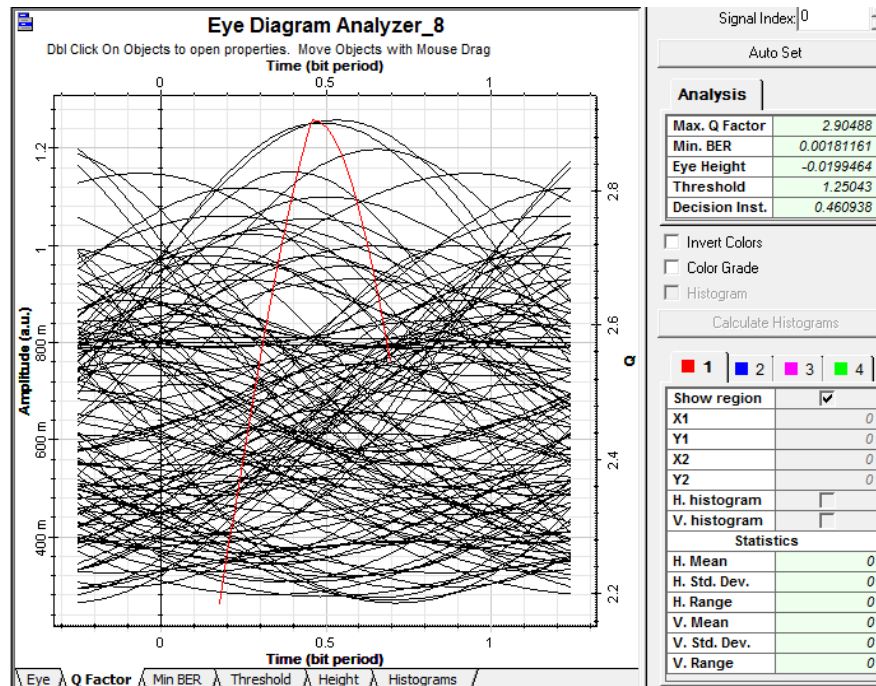 Eye Diagram Analyzer_8
Dbl Click On Objects to open properties. Move Objects with Mouse Drag
Time (bit period)
0 0.5 1
Amplitude (a.u.)
1.2
1
800 m
600 m
400 m
Q
2.8
2.6
2.4
2.2
0 0.5 1
Time (bit period)
Eye Q Factor Min BER Threshold Height Histograms
Signal Index: 0
Auto Set
Analysis
Max. Q Factor 2.90488
Min. BER 0.00181161
Eye Height -0.0199464
Threshold 1.25043
Decision Inst. 0.460938
Invert Colors
Color Grade
Histogram
Calculate Histograms
1 2 3 4
Show region
X1 0
Y1 0
X2 0
Y2 0
H. histogram
V. histogram
Statistics
H. Mean 0
H. Std. Dev. 0
H. Range 0
V. Mean 0
V. Std. Dev. 0
V. Range 0